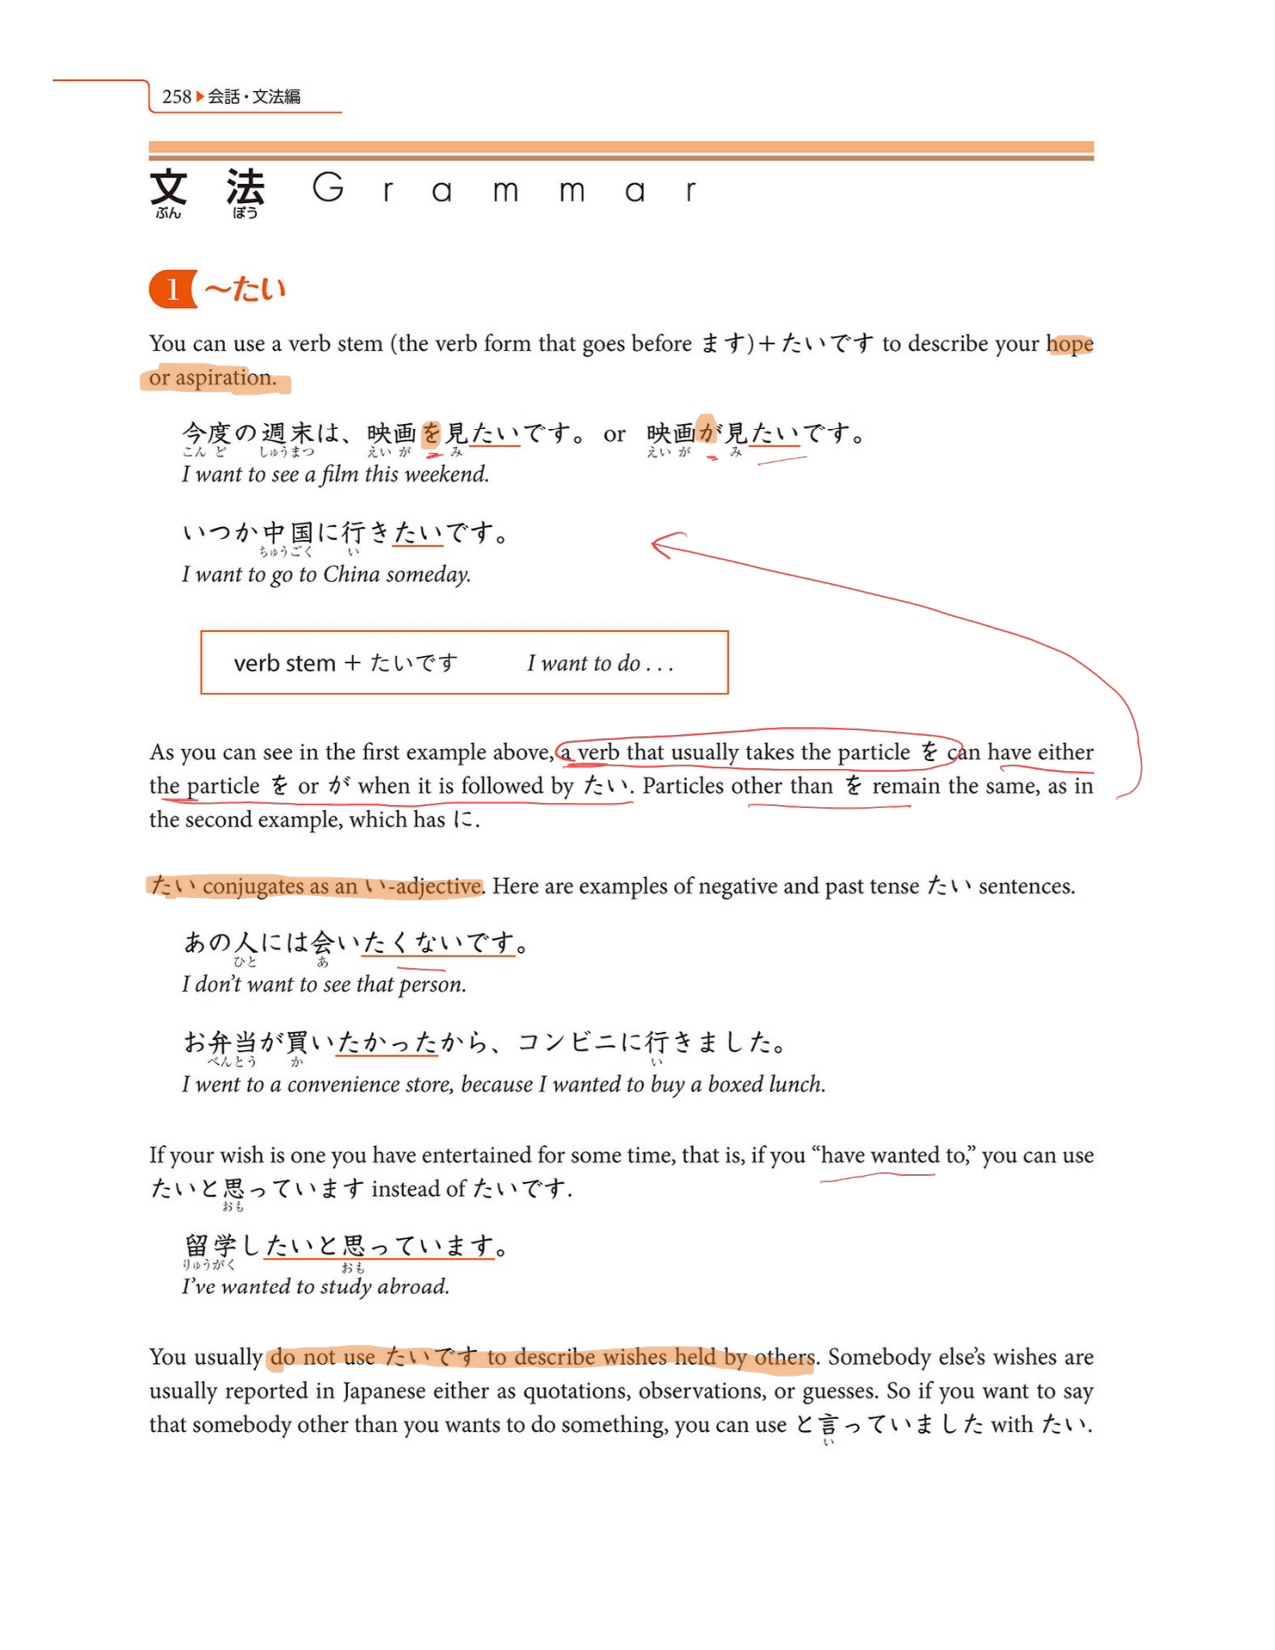 258 ▶ 会話・文法編
文法 Grammar
ぶん ぽう
1 ～たい
You can use a verb stem (the verb form that goes before ます)＋たいです to describe your hope
or aspiration.
今度の週末は、映画を見たいです。 or 映画が見たいです。
こんど しゅうまつ えいが み えいが み
I want to see a film this weekend.
いつか中国に行きたいです。
ちゅうごく い
I want to go to China someday.
verb stem ＋ たいです I want to do . . .
As you can see in the first example above, a verb that usually takes the particle を can have either
the particle を or が when it is followed by たい. Particles other than を remain the same, as in
the second example, which has に.
たい conjugates as an い-adjective. Here are examples of negative and past tense たい sentences.
あの人には会いたくないです。
ひと あ
I don't want to see that person.
お弁当が買いたかったから、コンビニに行きました。
べんとう か い
I went to a convenience store, because I wanted to buy a boxed lunch.
If your wish is one you have entertained for some time, that is, if you “have wanted to,” you can use
たいと思っています instead of たいです.
おも
留学したいと思っています。
りゅうがく おも
I've wanted to study abroad.
You usually do not use たいです to describe wishes held by others. Somebody else's wishes are
usually reported in Japanese either as quotations, observations, or guesses. So if you want to say
that somebody other than you wants to do something, you can use と言っていました with たい.
い